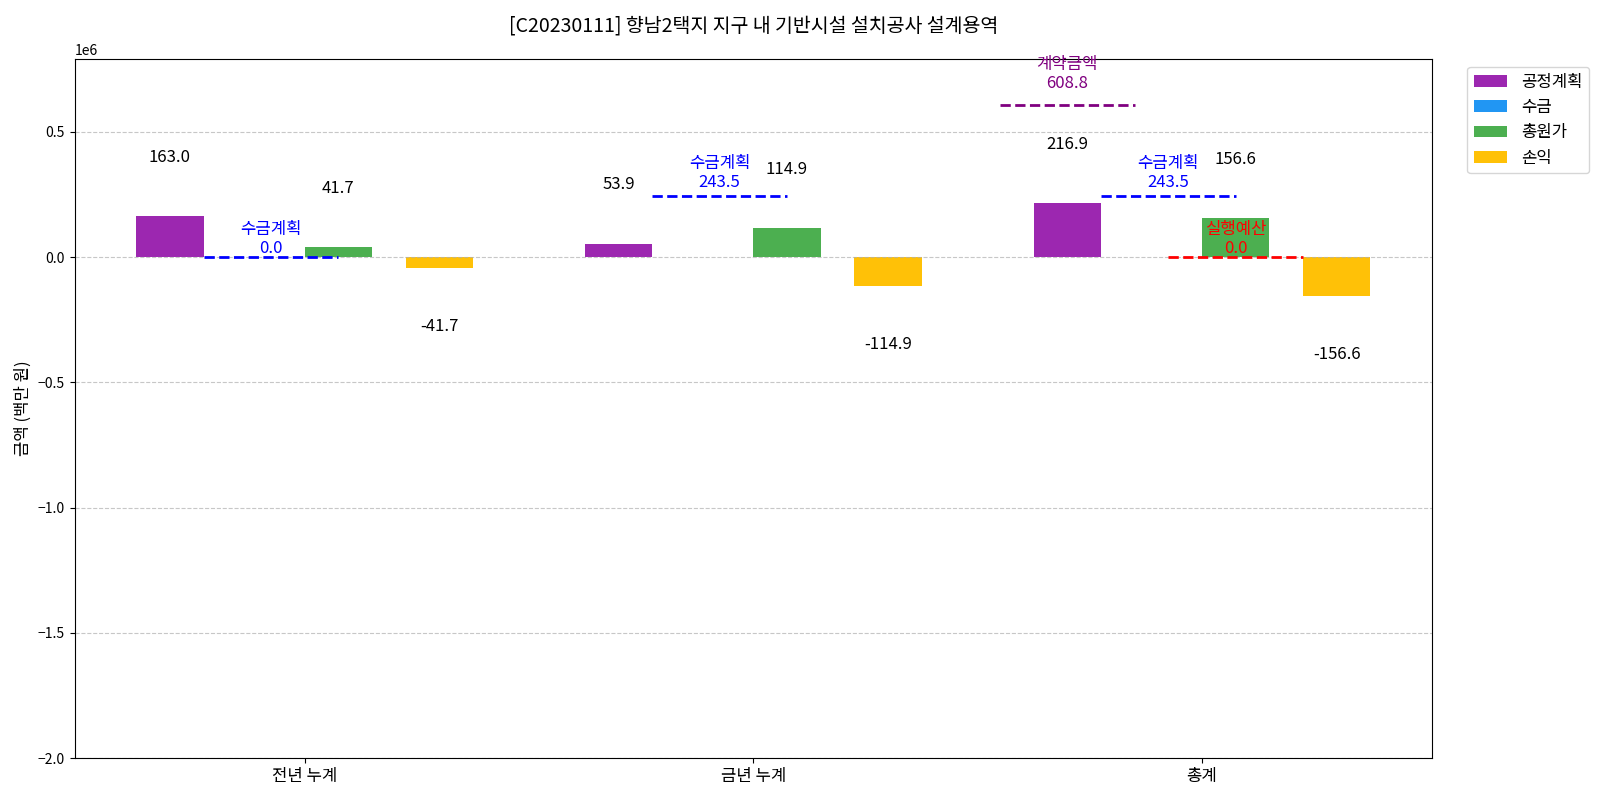 [C20230111] 향남2택지 지구 내 기반시설 설치공사 설계용역
1e6
금액 (백만 원)
0.5
0.0
−0.5
−1.0
−1.5
−2.0
163.0
수금계획
0.0
41.7
-41.7
53.9
수금계획
243.5
114.9
-114.9
계약금액
608.8
216.9
수금계획
243.5
156.6
실행예산
0.0
-156.6
전년 누계
금년 누계
총계
공정계획
수금
총원가
손익